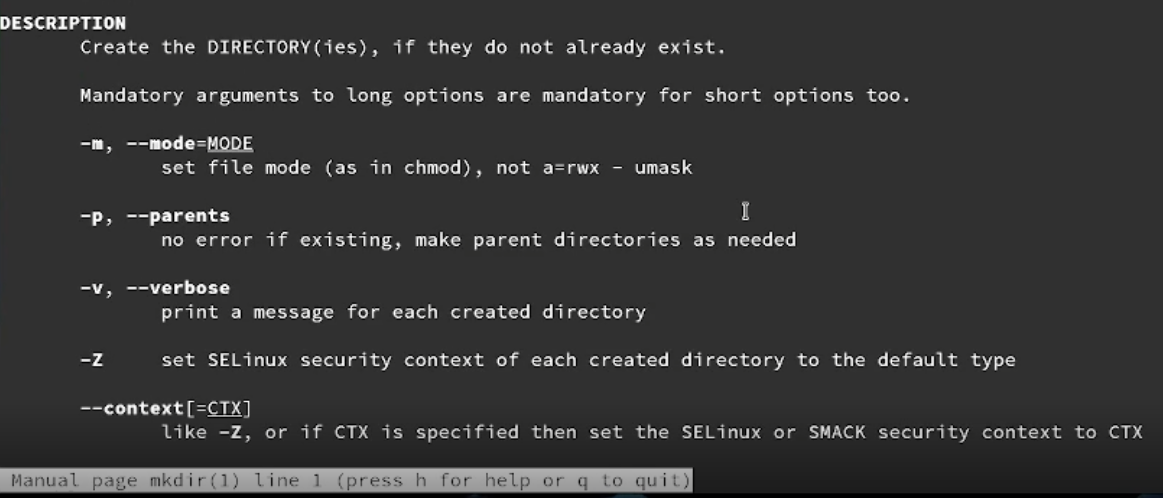 DESCRIPTION
Create the DIRECTORY(ies), if they do not already exist.
Mandatory arguments to long options are mandatory for short options too.
-m, --mode=MODE
set file mode (as in chmod), not a=rwx - umask
-p, --parents
no error if existing, make parent directories as needed
-v, --verbose
print a message for each created directory
-Z set SELinux security context of each created directory to the default type
--context[=CTX]
like -Z, or if CTX is specified then set the SELinux or SMACK security context to CTX
Manual page mkdir(1) line 1 (press h for help or q to quit)